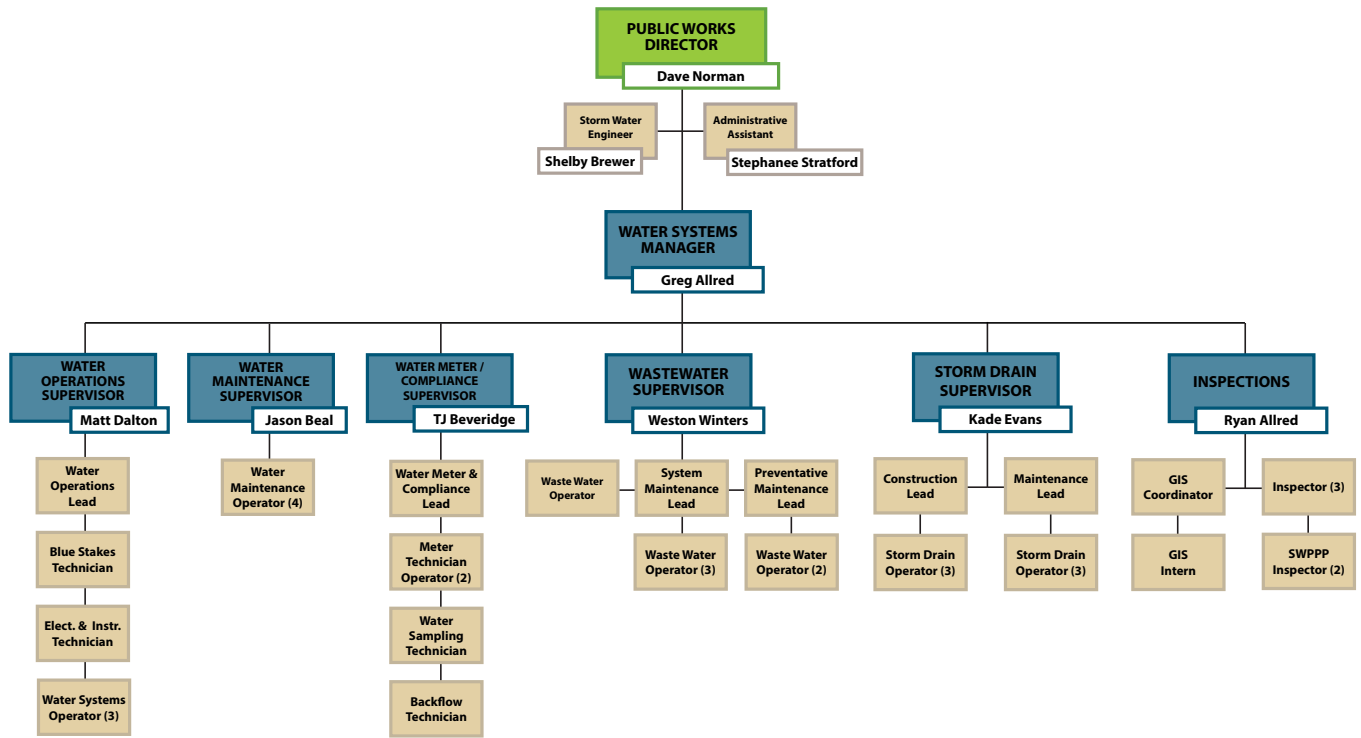 PUBLIC WORKS
DIRECTOR
Dave Norman
Storm Water
Engineer
Shelby Brewer
Administrative
Assistant
Stephanee Stratford
WATER SYSTEMS
MANAGER
Greg Allred
WATER
OPERATIONS
SUPERVISOR
Matt Dalton
WATER
MAINTENANCE
SUPERVISOR
Jason Beal
WATER METER /
COMPLIANCE
SUPERVISOR
TJ Beveridge
WASTEWATER
SUPERVISOR
Weston Winters
STORM DRAIN
SUPERVISOR
Kade Evans
INSPECTIONS
Ryan Allred
Water
Operations
Lead
Blue Stakes
Technician
Elect. & Instr.
Technician
Water Systems
Operator (3)
Water
Maintenance
Operator (4)
Water Meter &
Compliance
Lead
Meter
Technician
Operator (2)
Water
Sampling
Technician
Backflow
Technician
Waste Water
Operator
System
Maintenance
Lead
Preventative
Maintenance
Lead
Waste Water
Operator (3)
Waste Water
Operator (2)
Construction
Lead
Maintenance
Lead
Storm Drain
Operator (3)
Storm Drain
Operator (3)
GIS
Coordinator
Inspector (3)
GIS
Intern
SWPPP
Inspector (2)